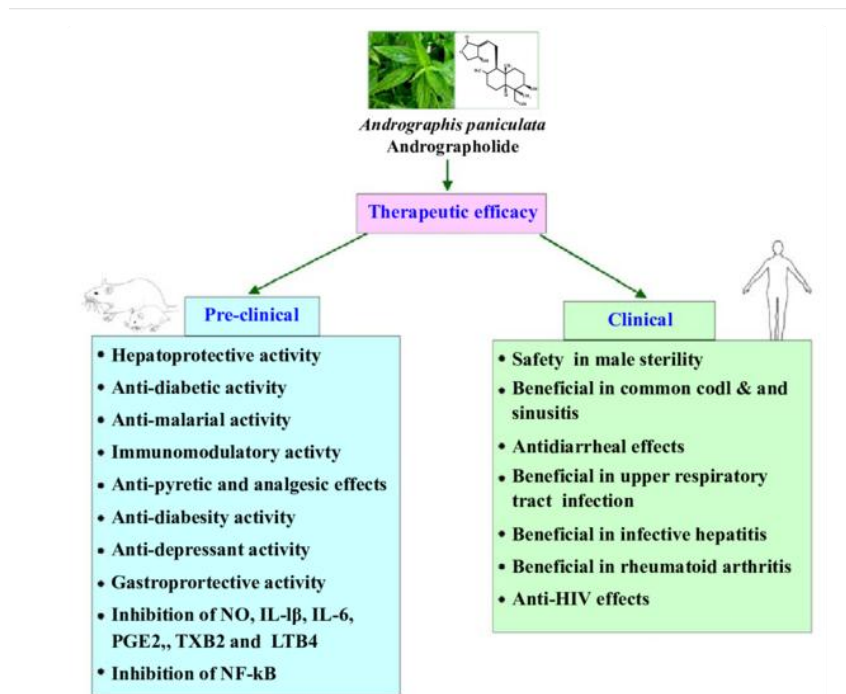 Andrographis paniculata
Andrographolide
Therapeutic efficacy
Pre-clinical
• Hepatoprotective activity
• Anti-diabetic activity
• Anti-malarial activity
• Immunomodulatory activty
• Anti-pyretic and analgesic effects
• Anti-diabesity activity
• Anti-depressant activity
• Gastroprortective activity
• Inhibition of NO, IL-lβ, IL-6,
PGE2,, TXB2 and LTB4
• Inhibition of NF-kB
Clinical
• Safety in male sterility
• Beneficial in common codl & and
sinusitis
• Antidiarrheal effects
• Beneficial in upper respiratory
tract infection
• Beneficial in infective hepatitis
• Beneficial in rheumatoid arthritis
• Anti-HIV effects